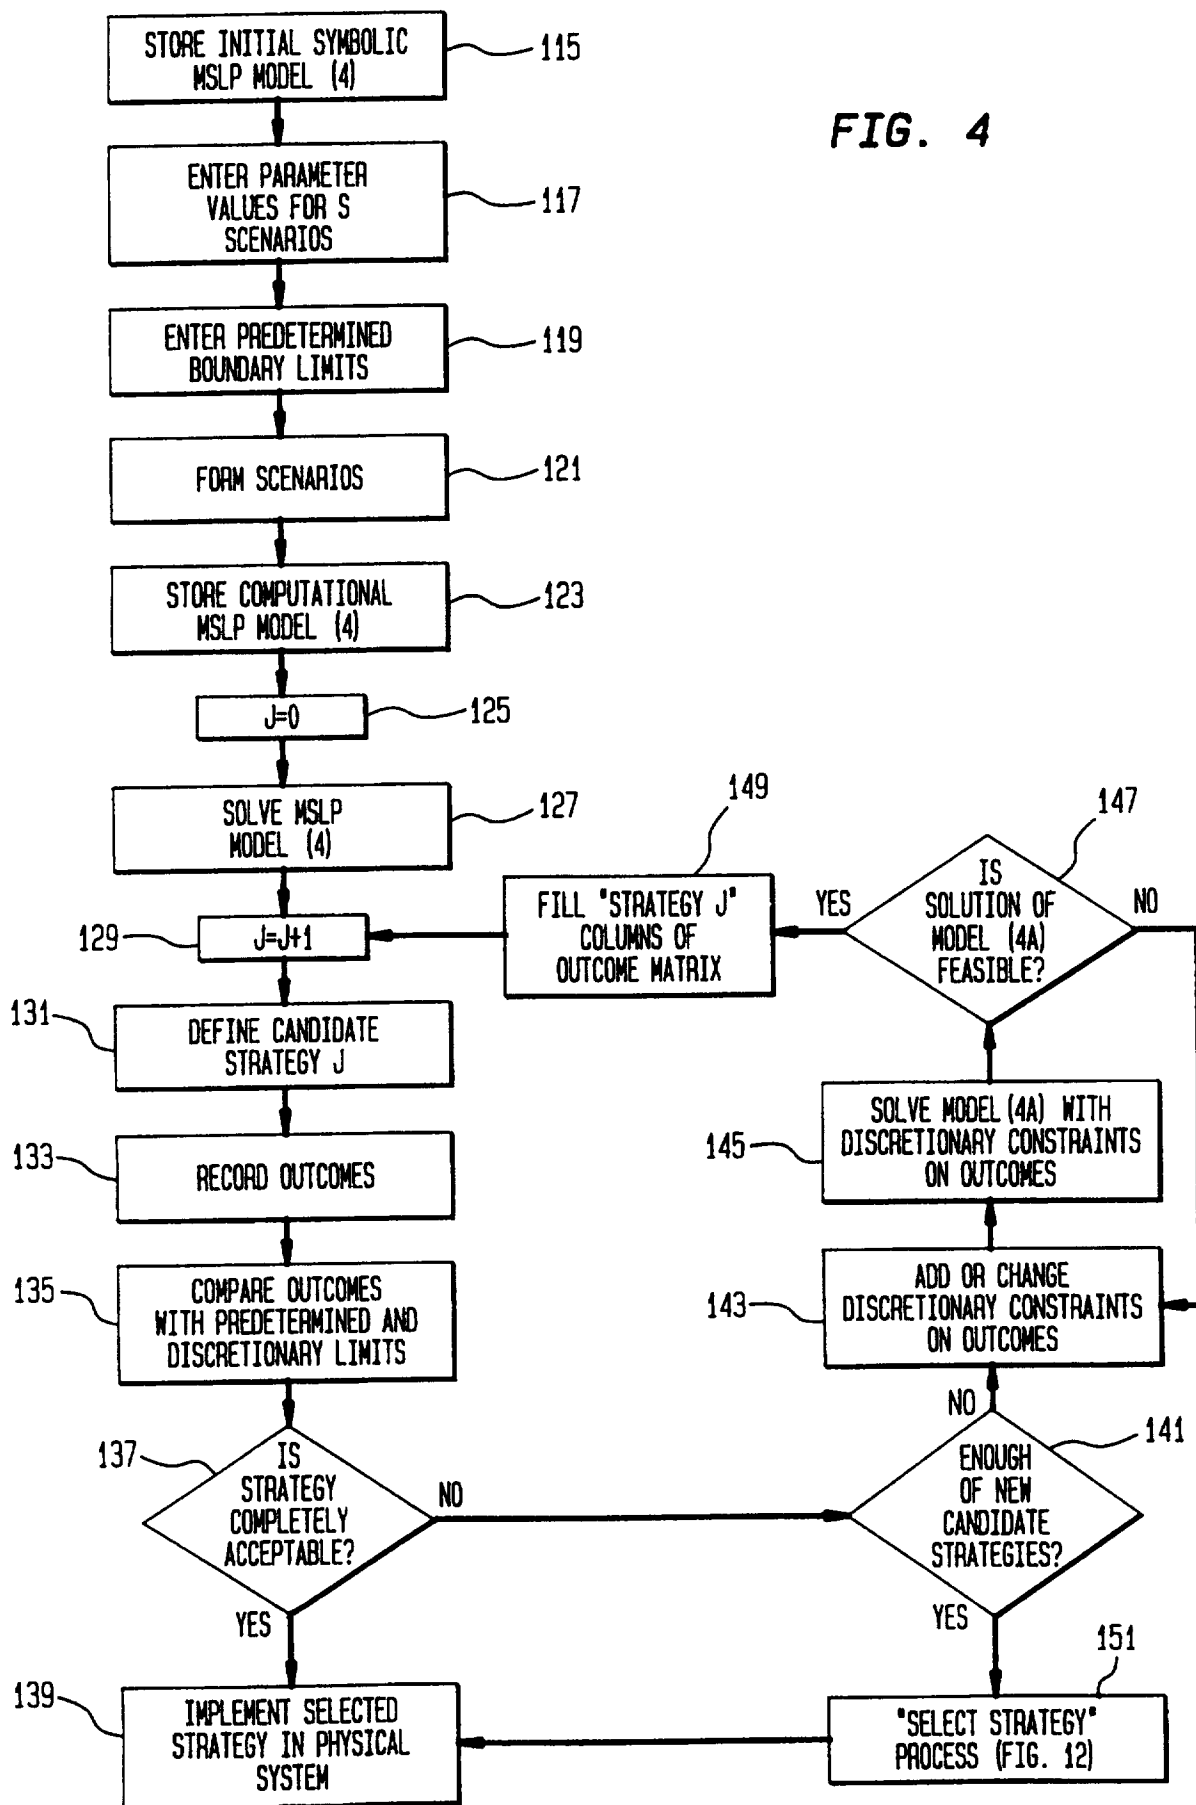 STORE INITIAL SYMBOLIC
MSLP MODEL (4)
115
FIG. 4
ENTER PARAMETER
VALUES FOR S
SCENARIOS
117
ENTER PREDETERMINED
BOUNDARY LIMITS
119
FORM SCENARIOS
121
STORE COMPUTATIONAL
MSLP MODEL (4)
123
J=0
125
SOLVE MSLP
MODEL (4)
127
129
J=J+1
131
DEFINE CANDIDATE
STRATEGY J
133
RECORD OUTCOMES
135
COMPARE OUTCOMES
WITH PREDETERMINED AND
DISCRETIONARY LIMITS
137
IS
STRATEGY
COMPLETELY
ACCEPTABLE?
NO
YES
139
IMPLEMENT SELECTED
STRATEGY IN PHYSICAL
SYSTEM
149
FILL "STRATEGY J"
COLUMNS OF
OUTCOME MATRIX
147
YES
IS
SOLUTION OF
MODEL (4A)
FEASIBLE?
NO
145
SOLVE MODEL (4A) WITH
DISCRETIONARY CONSTRAINTS
ON OUTCOMES
143
ADD OR CHANGE
DISCRETIONARY CONSTRAINTS
ON OUTCOMES
NO
141
ENOUGH
OF NEW
CANDIDATE
STRATEGIES?
YES
151
"SELECT STRATEGY"
PROCESS (FIG. 12)